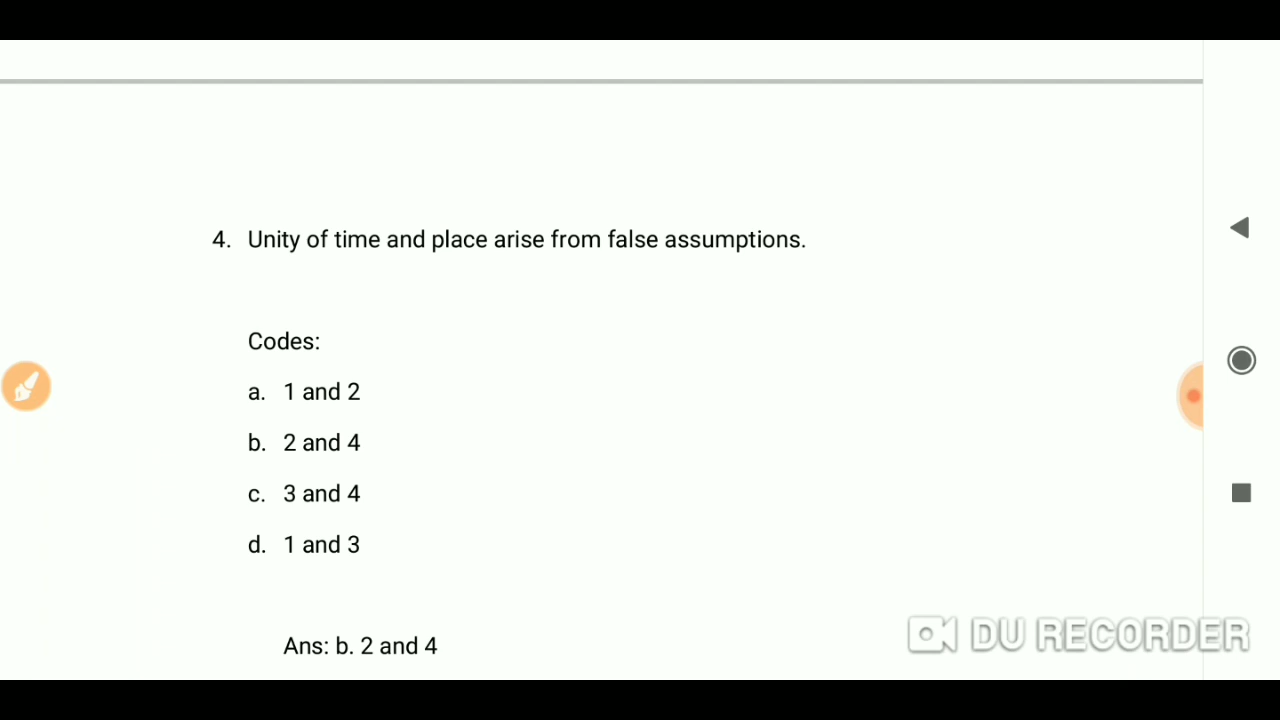 4. Unity of time and place arise from false assumptions.
Codes:
a. 1 and 2
b. 2 and 4
c. 3 and 4
d. 1 and 3
Ans: b. 2 and 4
DU RECORDER